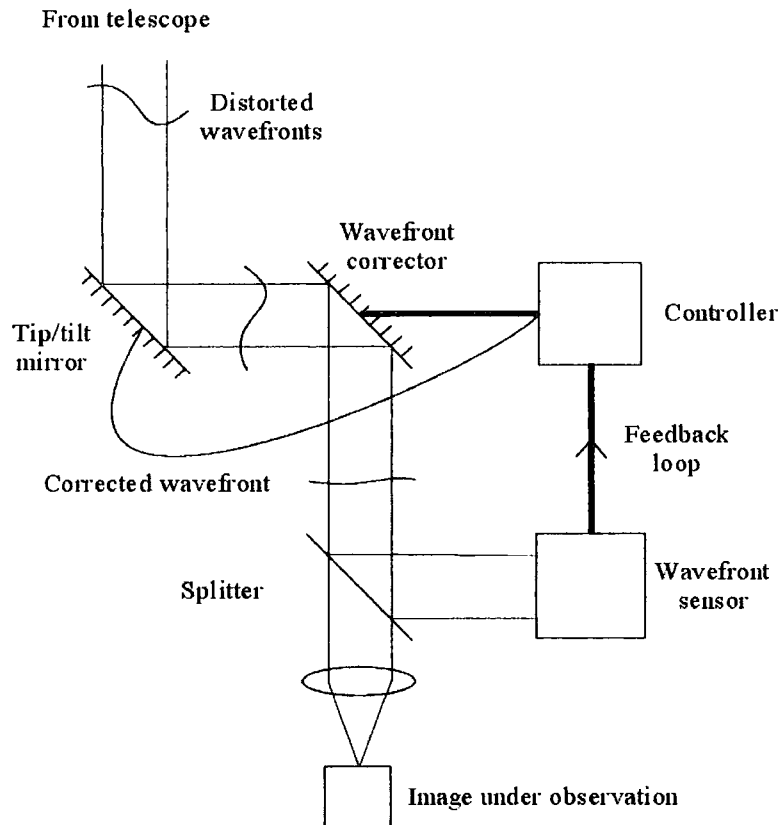 From telescope
Distorted
wavefronts
Wavefront
corrector
Tip/tilt
mirror
Controller
Feedback
loop
Corrected wavefront
Splitter
Wavefront
sensor
Image under observation